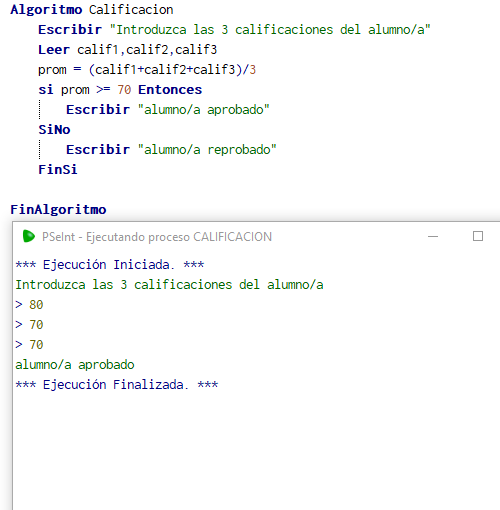 Algoritmo Calificacion
Escribir "Introduzca las 3 calificaciones del alumno/a"
Leer calif1,calif2,calif3
prom = (calif1+calif2+calif3)/3
si prom >= 70 Entonces
Escribir "alumno/a aprobado"
SiNo
Escribir "alumno/a reprobado"
FinSi
FinAlgoritmo
PSeInt - Ejecutando proceso CALIFICACION
*** Ejecución Iniciada. ***
Introduzca las 3 calificaciones del alumno/a
> 80
> 70
> 70
alumno/a aprobado
*** Ejecución Finalizada. ***